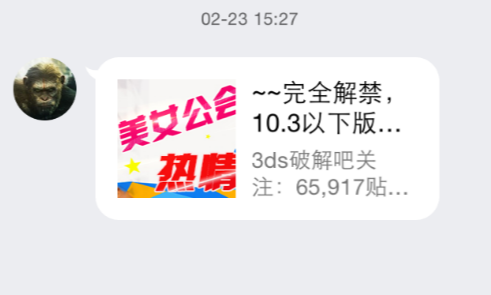 02-23 15:27
美女公会
热情
~~完全解禁，
10.3以下版…
3ds破解吧关
注：65,917贴…